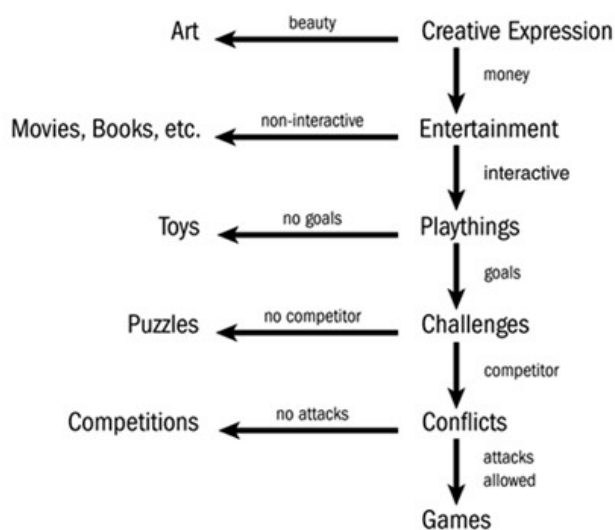 Art
beauty
Creative Expression
money
Movies, Books, etc.
non-interactive
Entertainment
interactive
Toys
no goals
Playthings
goals
Puzzles
no competitor
Challenges
competitor
Competitions
no attacks
Conflicts
attacks
allowed
Games